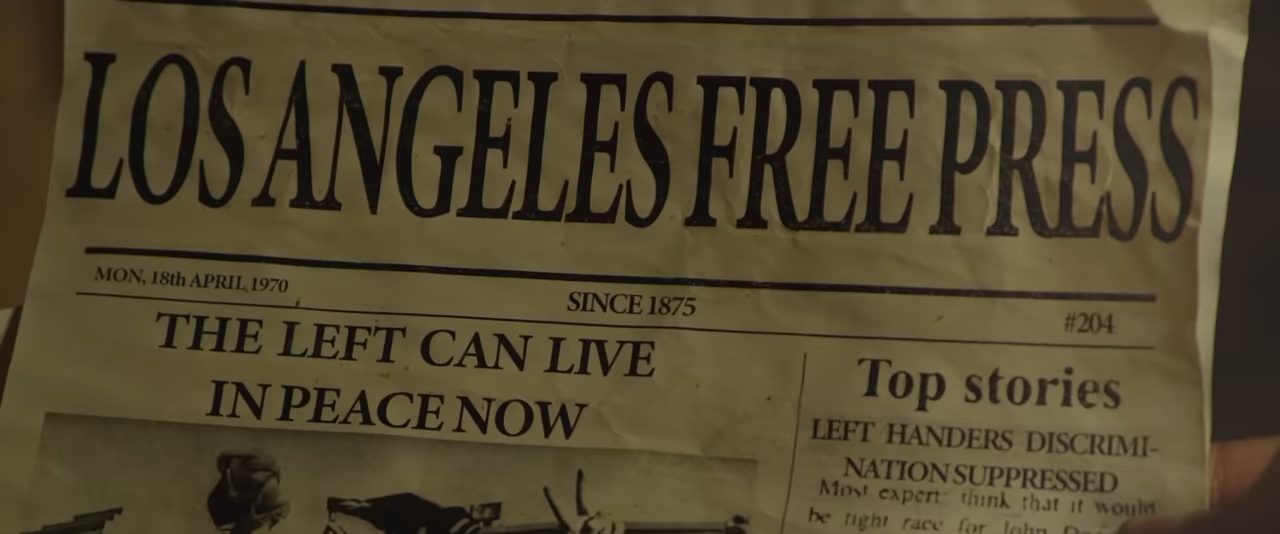 LOS ANGELES FREE PRESS
MON, 18th APRIL 1970
SINCE 1875
#204
THE LEFT CAN LIVE
IN PEACE NOW
Top stories
LEFT HANDERS DISCRIMI-
NATION SUPPRESSED
Most expert think that it would
be tight race for John